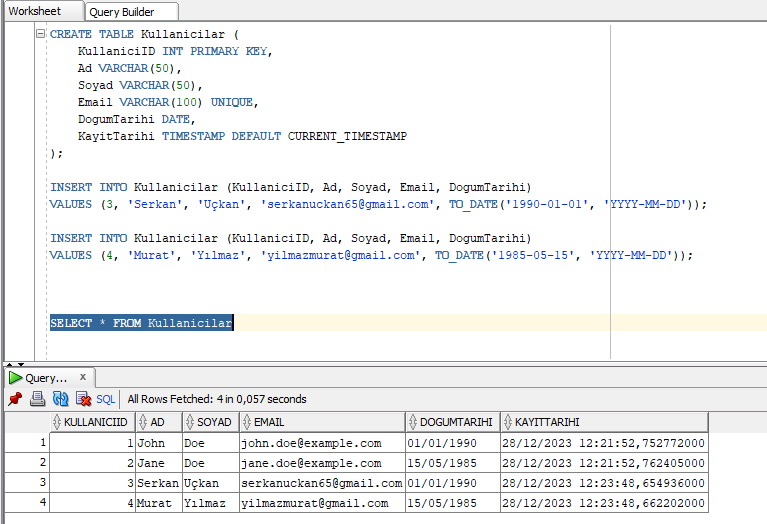 Worksheet Query Builder
CREATE TABLE Kullanicilar (
KullaniciID INT PRIMARY KEY,
Ad VARCHAR(50),
Soyad VARCHAR(50),
Email VARCHAR(100) UNIQUE,
DogumTarihi DATE,
KayitTarihi TIMESTAMP DEFAULT CURRENT_TIMESTAMP
);
INSERT INTO Kullanicilar (KullaniciID, Ad, Soyad, Email, DogumTarihi)
VALUES (3, 'Serkan', 'Uçkan', 'serkanuckan65@gmail.com', TO_DATE('1990-01-01', 'YYYY-MM-DD'));
INSERT INTO Kullanicilar (KullaniciID, Ad, Soyad, Email, DogumTarihi)
VALUES (4, 'Murat', 'Yılmaz', 'yilmazmurat@gmail.com', TO_DATE('1985-05-15', 'YYYY-MM-DD'));
SELECT * FROM Kullanicilar
Query... x
SQL All Rows Fetched: 4 in 0,057 seconds
KULLANICIID AD SOYAD EMAIL DOGUMTARIHI KAYITTARIHI
1 1 John Doe john.doe@example.com 01/01/1990 28/12/2023 12:21:52,752772000
2 2 Jane Doe jane.doe@example.com 15/05/1985 28/12/2023 12:21:52,762405000
3 3 Serkan Uçkan serkanuckan65@gmail.com 01/01/1990 28/12/2023 12:23:48,654936000
4 4 Murat Yılmaz yilmazmurat@gmail.com 15/05/1985 28/12/2023 12:23:48,662202000